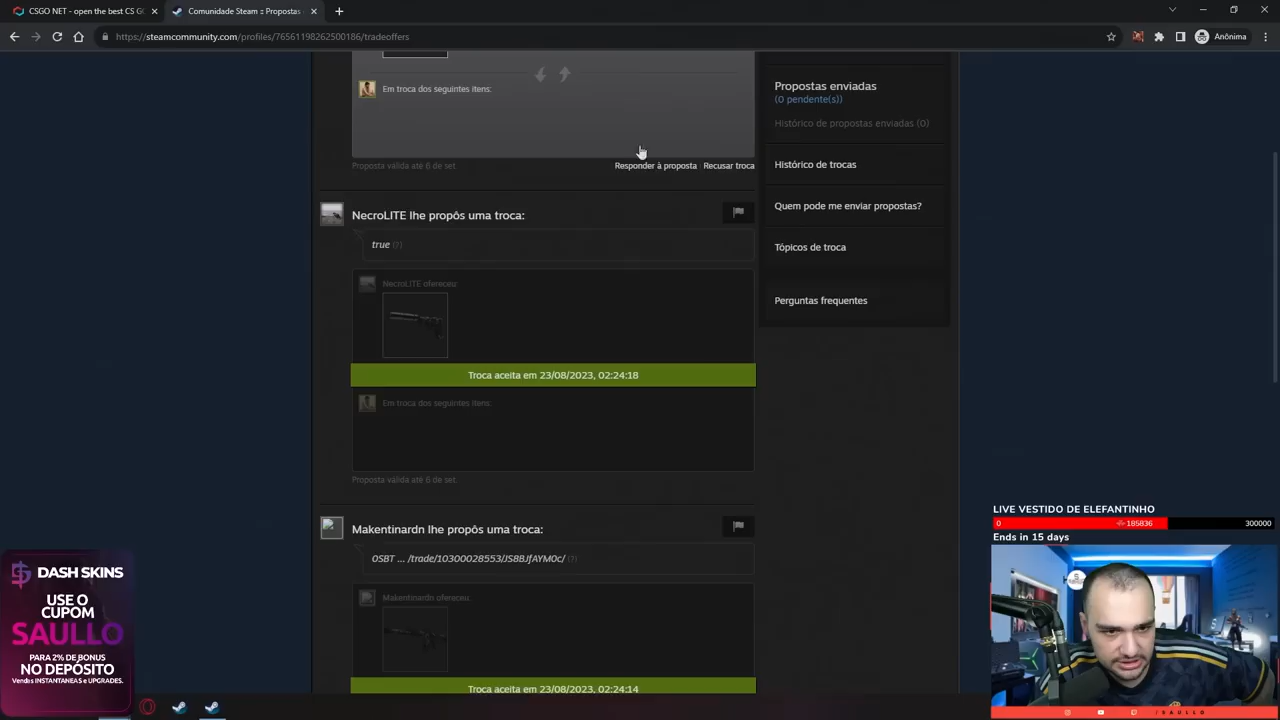 CSGO NET - open the best CS G
Comunidade Steam :: Propostas
https://steamcommunity.com/profiles/76561198262500186/tradeoffers
Anônima
Em troca dos seguintes itens:
Proposta válida até 6 de set.
Responder à proposta
Recusar troca
NecroLITE lhe propôs uma troca:
true (?)
NecroLITE ofereceu:
Troca aceita em 23/08/2023, 02:24:18
Em troca dos seguintes itens:
Proposta válida até 6 de set.
Makentinardn lhe propôs uma troca:
0SBT ... /trade/10300028553/JS8BJfAYM0c/ (?)
Makentinardn ofereceu:
Troca aceita em 23/08/2023, 02:24:14
Propostas enviadas
(0 pendente(s))
Histórico de propostas enviadas (0)
Histórico de trocas
Quem pode me enviar propostas?
Tópicos de troca
Perguntas frequentes
LIVE VESTIDO DE ELEFANTINHO
0
185836
300000
Ends in 15 days
DASH SKINS
USE O
CUPOM
SAULLO
PARA 2% DE BONUS
NO DEPÓSITO
Vendas INSTANTANEAS e UPGRADES.
/SAULLO